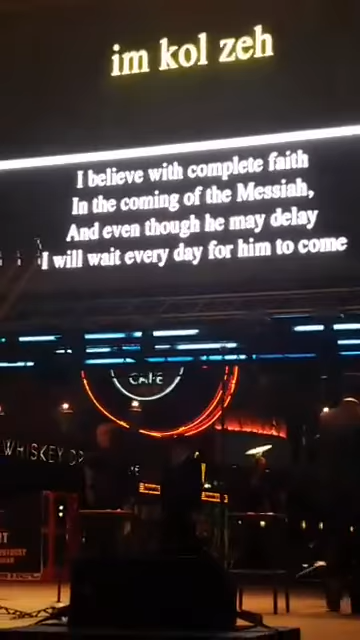 im kol zeh
I believe with complete faith
In the coming of the Messiah,
And even though he may delay
I will wait every day, for him to come
CAFE
WHISKEY